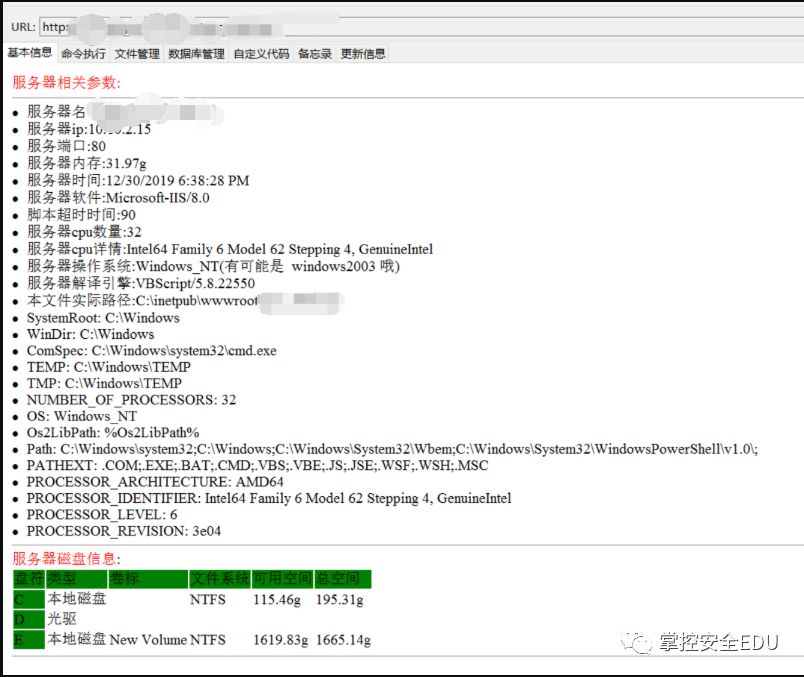 URL: http:
基本信息 命令执行 文件管理 数据库管理 自定义代码 备忘录 更新信息
服务器相关参数:
服务器名
服务器ip:10. .2.15
服务端口:80
服务器内存:31.97g
服务器时间:12/30/2019 6:38:28 PM
服务器软件:Microsoft-IIS/8.0
脚本超时时间:90
服务器cpu数量:32
服务器cpu详情:Intel64 Family 6 Model 62 Stepping 4, GenuineIntel
服务器操作系统:Windows_NT(有可能是 windows2003 哦)
服务器解译引擎:VBScript/5.8.22550
本文件实际路径:C:\inetpub\wwwroot
SystemRoot: C:\Windows
WinDir: C:\Windows
ComSpec: C:\Windows\system32\cmd.exe
TEMP: C:\Windows\TEMP
TMP: C:\Windows\TEMP
NUMBER_OF_PROCESSORS: 32
OS: Windows_NT
Os2LibPath: %Os2LibPath%
Path: C:\Windows\system32;C:\Windows;C:\Windows\System32\Wbem;C:\Windows\System32\WindowsPowerShell\v1.0\;
PATHEXT: .COM;.EXE;.BAT;.CMD;.VBS;.VBE;.JS;.JSE;.WSF;.WSH;.MSC
PROCESSOR_ARCHITECTURE: AMD64
PROCESSOR_IDENTIFIER: Intel64 Family 6 Model 62 Stepping 4, GenuineIntel
PROCESSOR_LEVEL: 6
PROCESSOR_REVISION: 3e04
服务器磁盘信息:
盘符 类型 卷标 文件系统 可用空间 总空间
C 本地磁盘 NTFS 115.46g 195.31g
D 光驱
E 本地磁盘 New Volume NTFS 1619.83g 1665.14g
掌控安全EDU